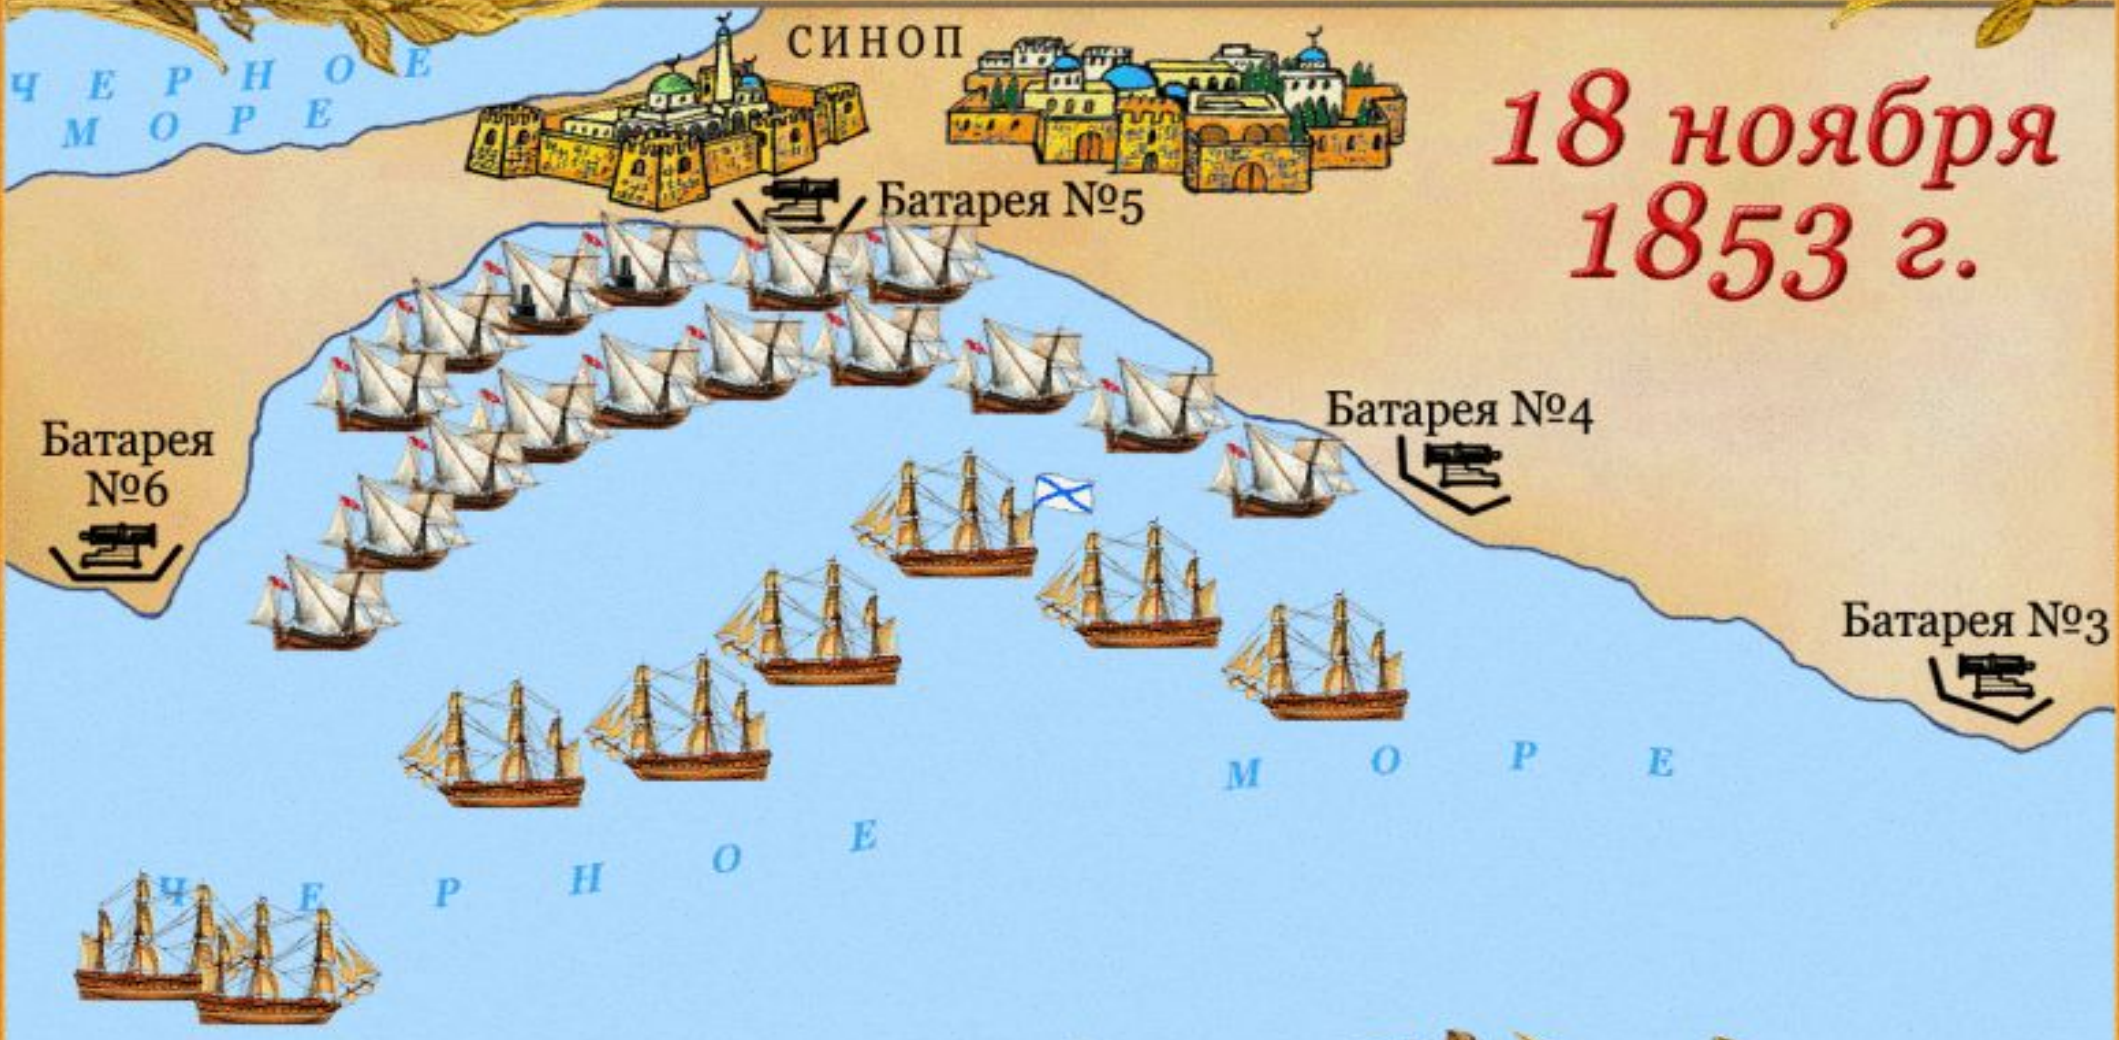 ЧЕРНОЕ
МОРЕ
СИНОП
18 ноября
1853 г.
Батарея №5
Батарея №4
Батарея
№6
Батарея №3
МОРЕ
ЧЕРНОЕ